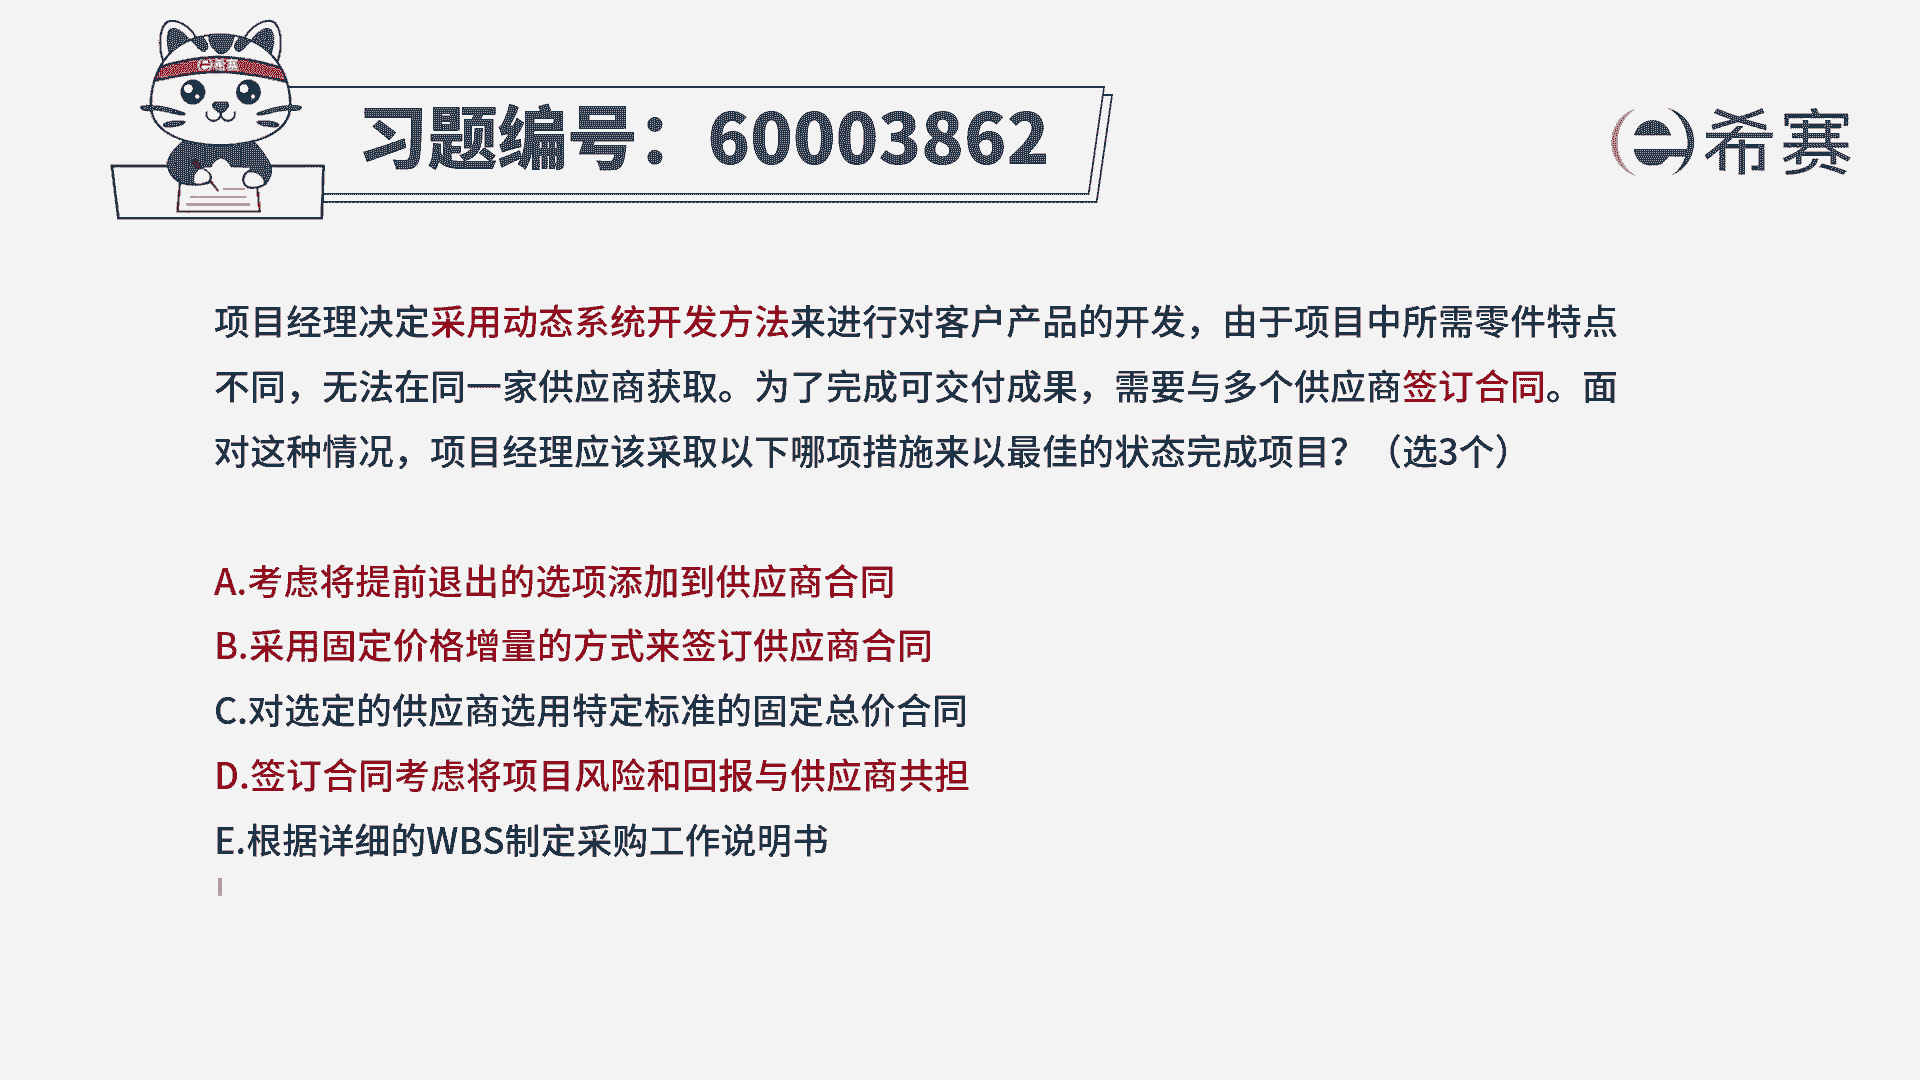 希赛
习题编号：60003862
希赛
项目经理决定采用动态系统开发方法来进行对客户产品的开发，由于项目中所需零件特点
不同，无法在同一家供应商获取。为了完成可交付成果，需要与多个供应商签订合同。面
对这种情况，项目经理应该采取以下哪项措施来以最佳的状态完成项目？（选3个）
A.考虑将提前退出的选项添加到供应商合同
B.采用固定价格增量的方式来签订供应商合同
C.对选定的供应商选用特定标准的固定总价合同
D.签订合同考虑将项目风险和回报与供应商共担
E.根据详细的WBS制定采购工作说明书